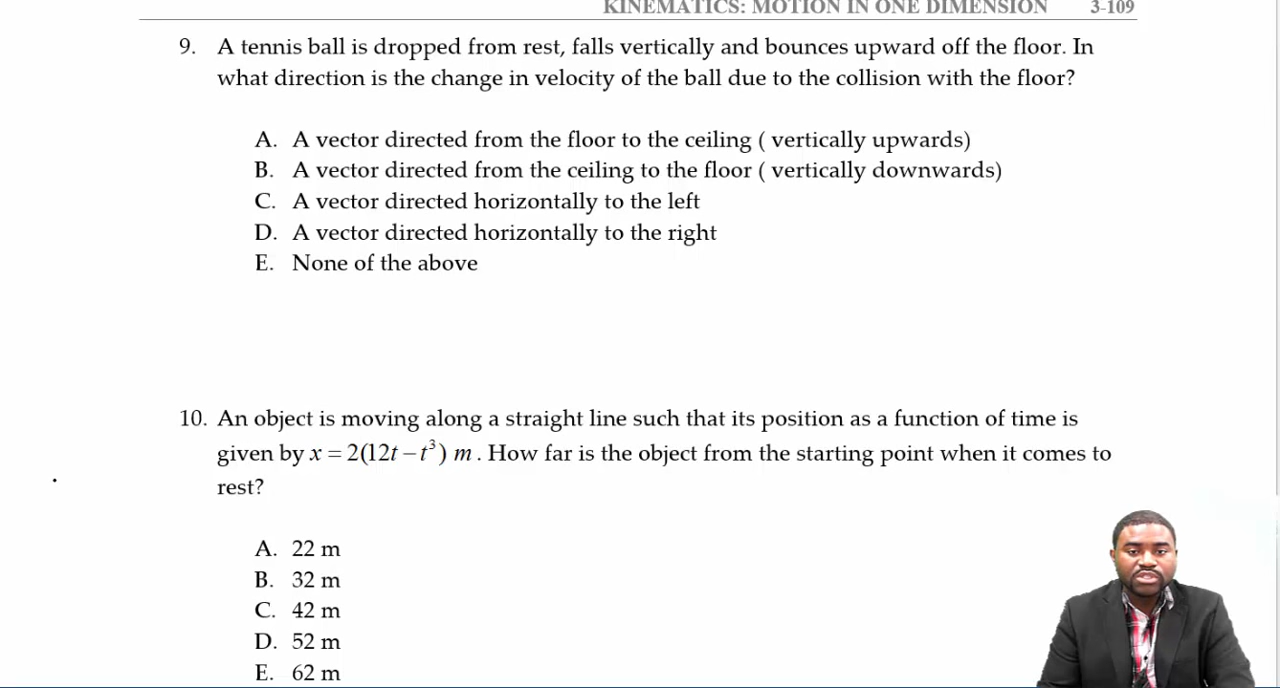 KINEMATICS: MOTION IN ONE DIMENSION 3-109
9. A tennis ball is dropped from rest, falls vertically and bounces upward off the floor. In
what direction is the change in velocity of the ball due to the collision with the floor?
A. A vector directed from the floor to the ceiling ( vertically upwards)
B. A vector directed from the ceiling to the floor ( vertically downwards)
C. A vector directed horizontally to the left
D. A vector directed horizontally to the right
E. None of the above
10. An object is moving along a straight line such that its position as a function of time is
given by x = 2(12t – t³) m . How far is the object from the starting point when it comes to
rest?
A. 22 m
B. 32 m
C. 42 m
D. 52 m
E. 62 m